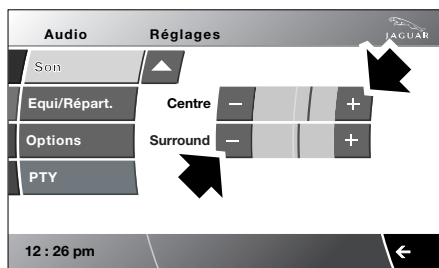 Audio Réglages JAGUAR
Son
Equi/Répart. Centre − +
Options Surround − +
PTY
12 : 26 pm